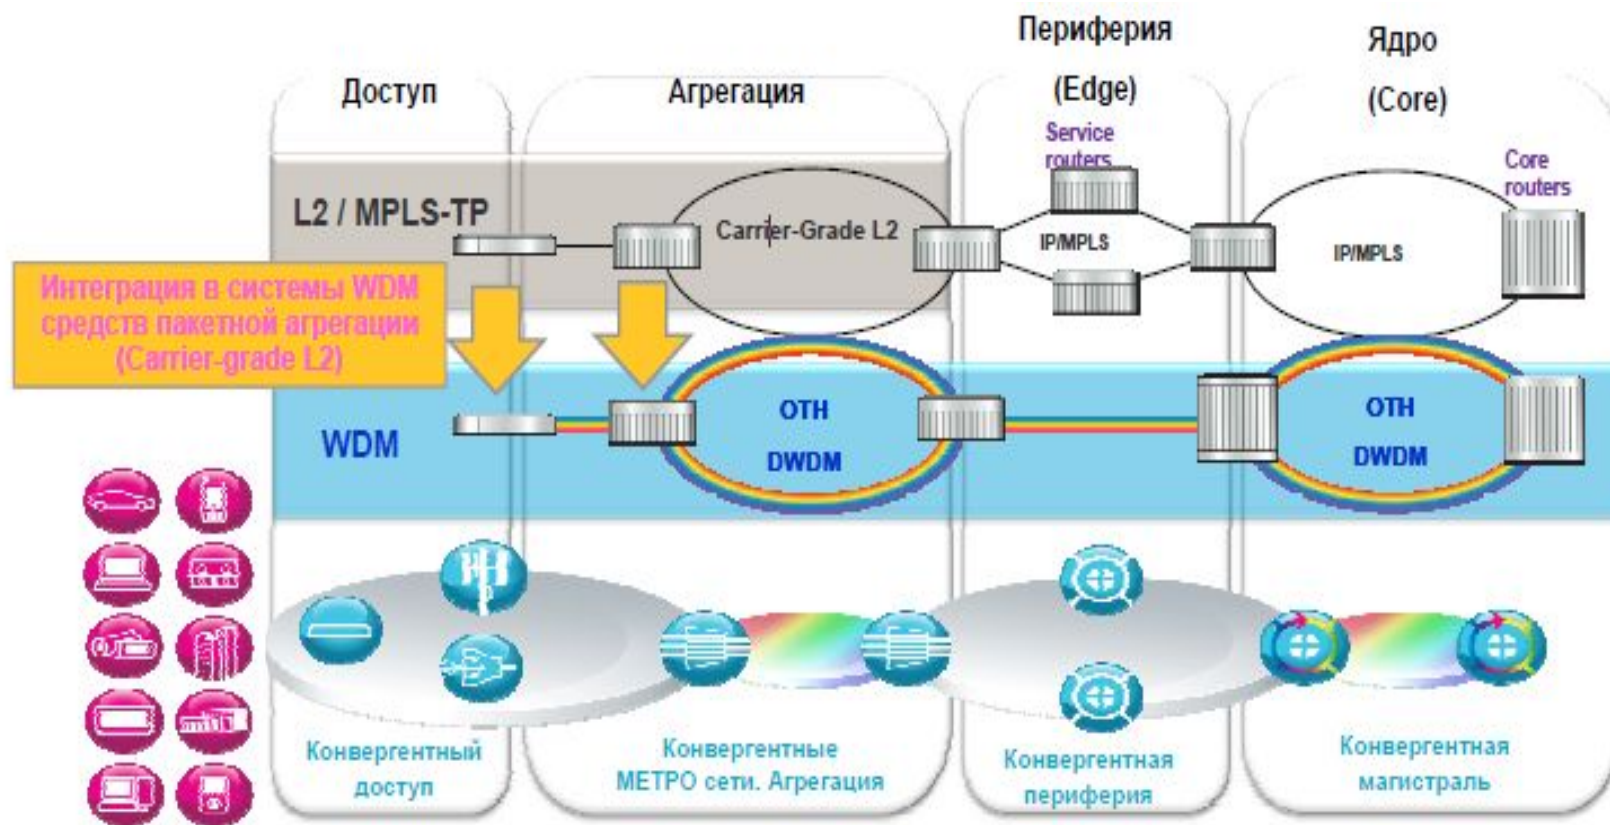 Доступ
Агрегация
Периферия
(Edge)
Ядро
(Core)
Service
routers
Core
routers
L2 / MPLS-TP
Carrier-Grade L2
IP/MPLS
IP/MPLS
Интеграция в системы WDM
средств пакетной агрегации
(Carrier-grade L2)
WDM
OTH
DWDM
OTH
DWDM
Конвергентный
доступ
Конвергентные
МЕТРО сети. Агрегация
Конвергентная
периферия
Конвергентная
магистраль